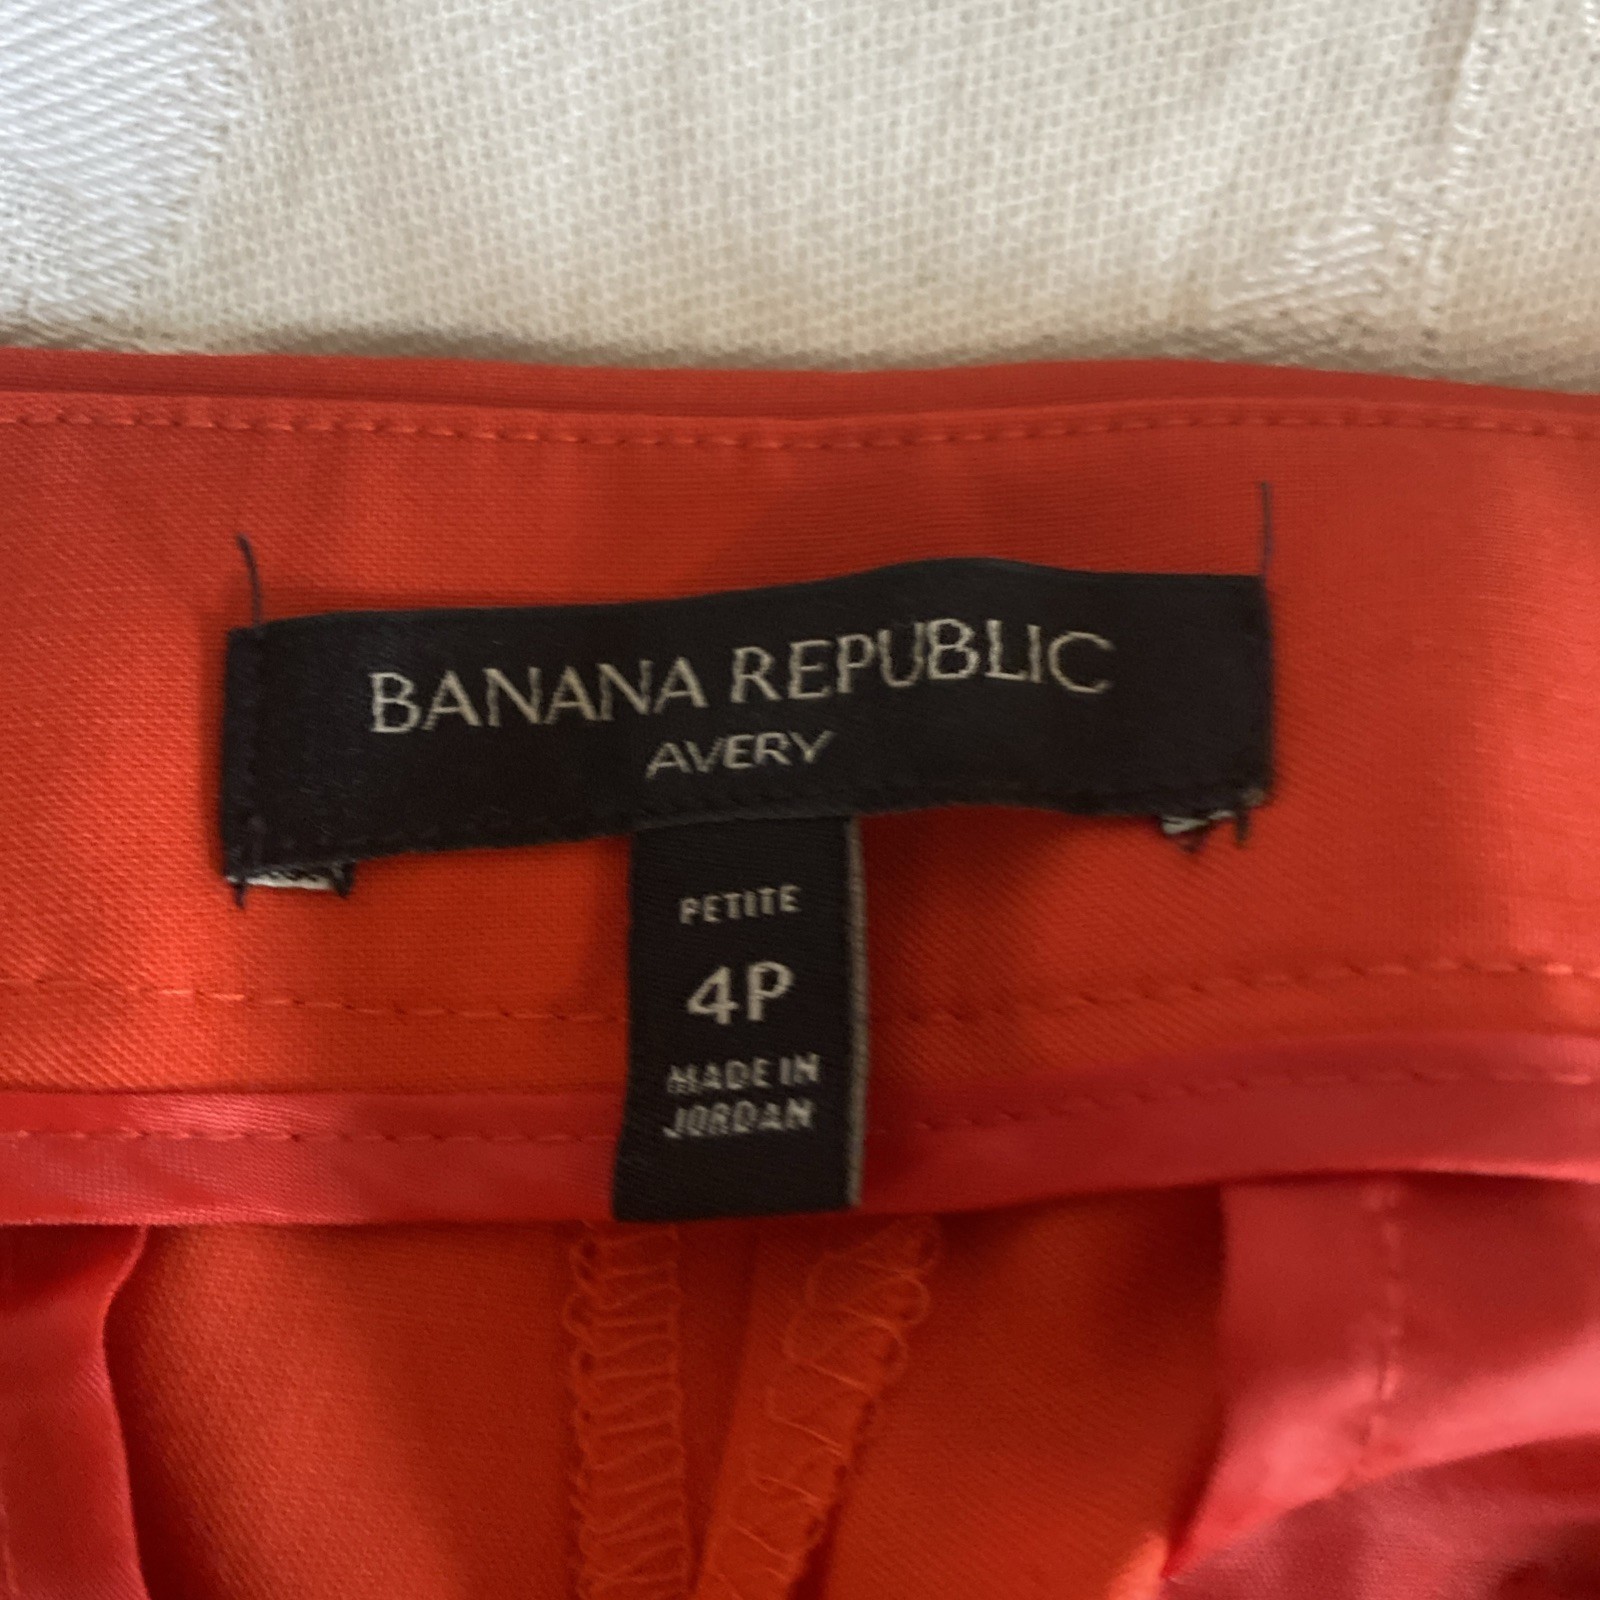 BANANA REPUBLIC
AVERY
PETITE
4P
MADE IN
JORDAN